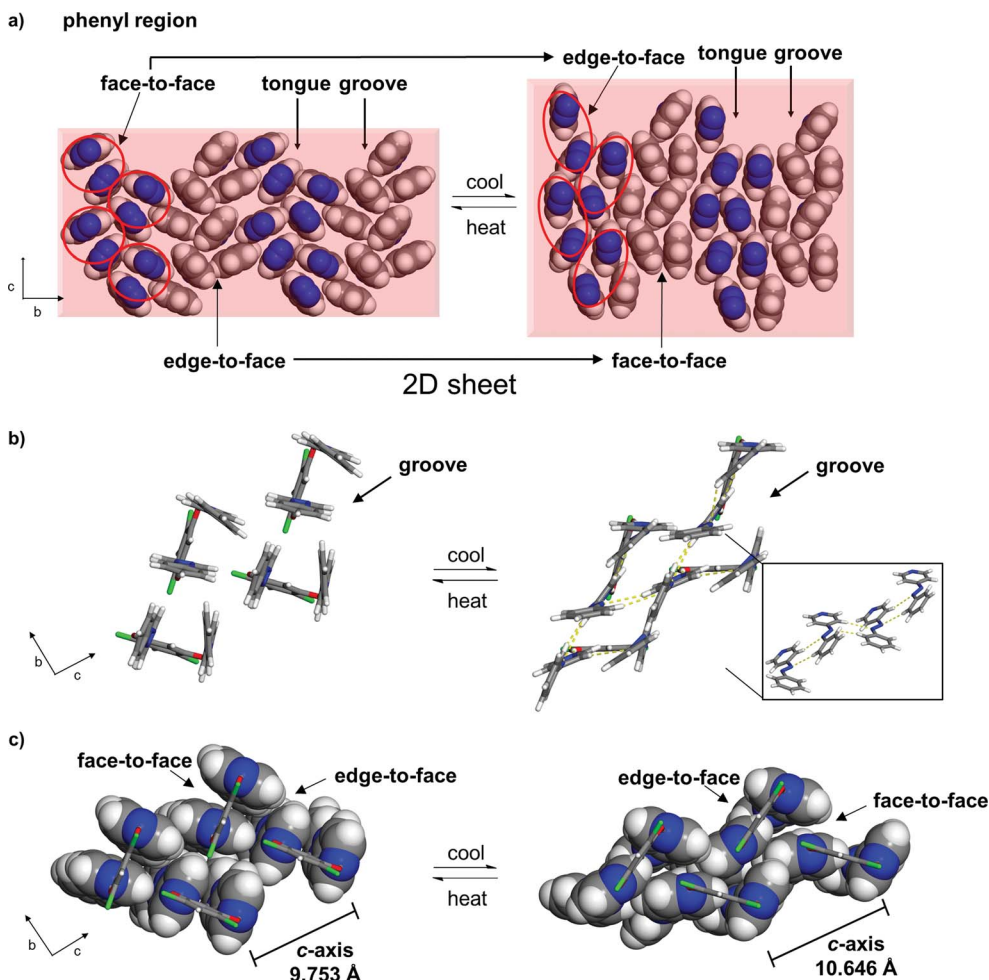 a) phenyl region
edge-to-face
face-to-face
tongue groove
tongue groove
cool
heat
c
b
edge-to-face
face-to-face
2D sheet
b)
groove
groove
cool
heat
b
c
c)
face-to-face
edge-to-face
edge-to-face
face-to-face
cool
heat
b
c
c-axis
9.753 Å
c-axis
10.646 Å